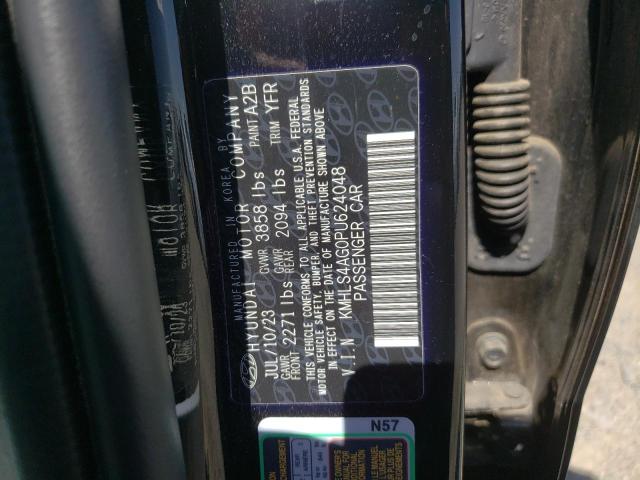 MANUFACTURED IN KOREA BY
HYUNDAI MOTOR COMPANY
JUL/10/23 GVWR 3858 lbs PAINT A2B
GAWR FRONT 2271 lbs GAWR REAR 2094 lbs TRIM YFR
THIS VEHICLE CONFORMS TO ALL APPLICABLE U.S.A. FEDERAL
MOTOR VEHICLE SAFETY, BUMPER, AND THEFT PREVENTION STANDARDS
IN EFFECT ON THE DATE OF MANUFACTURE SHOWN ABOVE
V.I.N KMHLS4AG0PU624048
PASSENGER CAR
N57